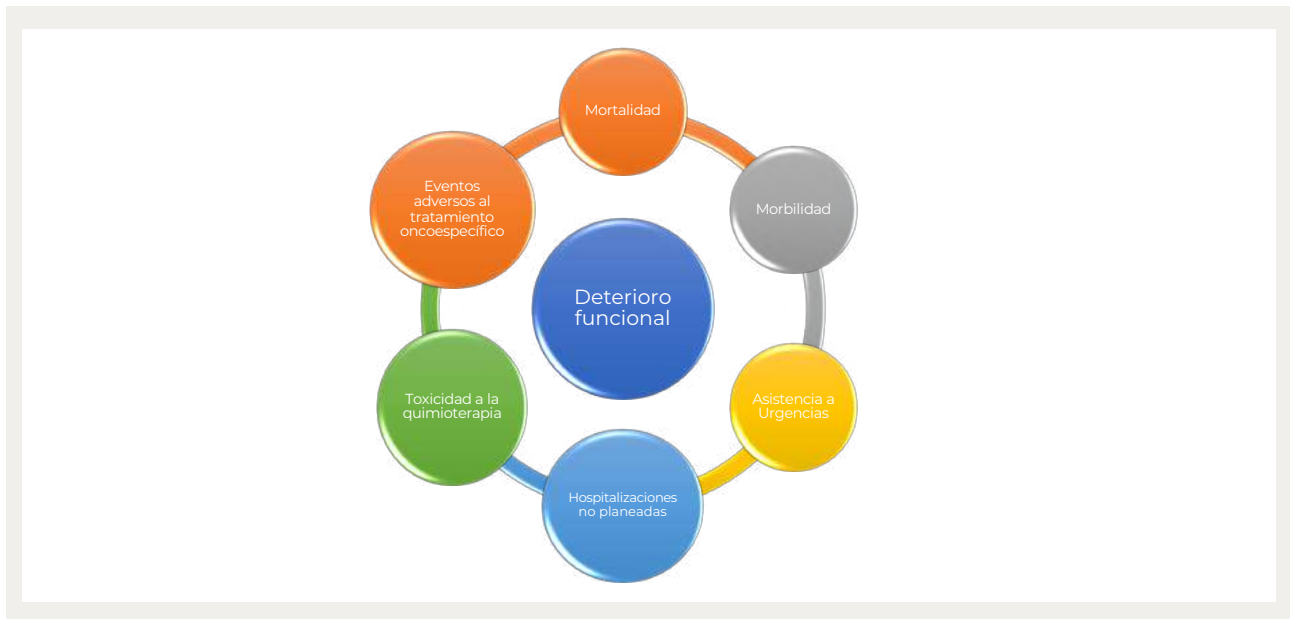 Mortalidad
Morbilidad
Asistencia a
Urgencias
Hospitalizaciones
no planeadas
Toxicidad a la
quimioterapia
Eventos
adversos al
tratamiento
oncoespecífico
Deterioro
funcional